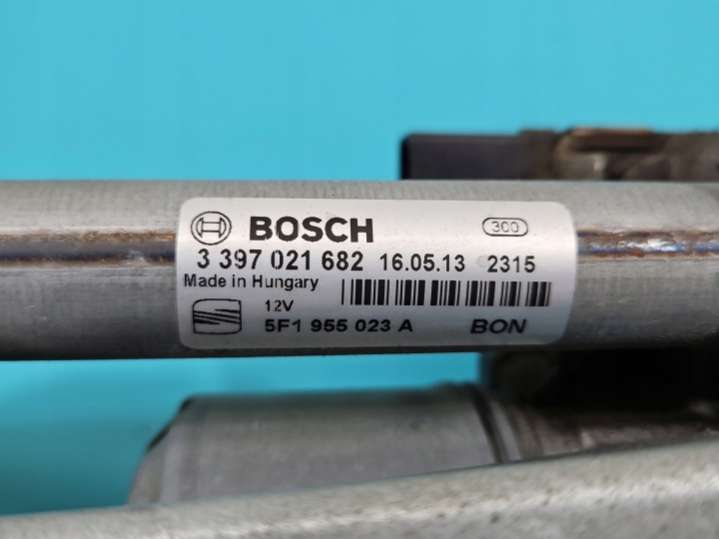 BOSCH 300
3 397 021 682 16.05.13 2315
Made in Hungary
12V
5F1 955 023 A BON